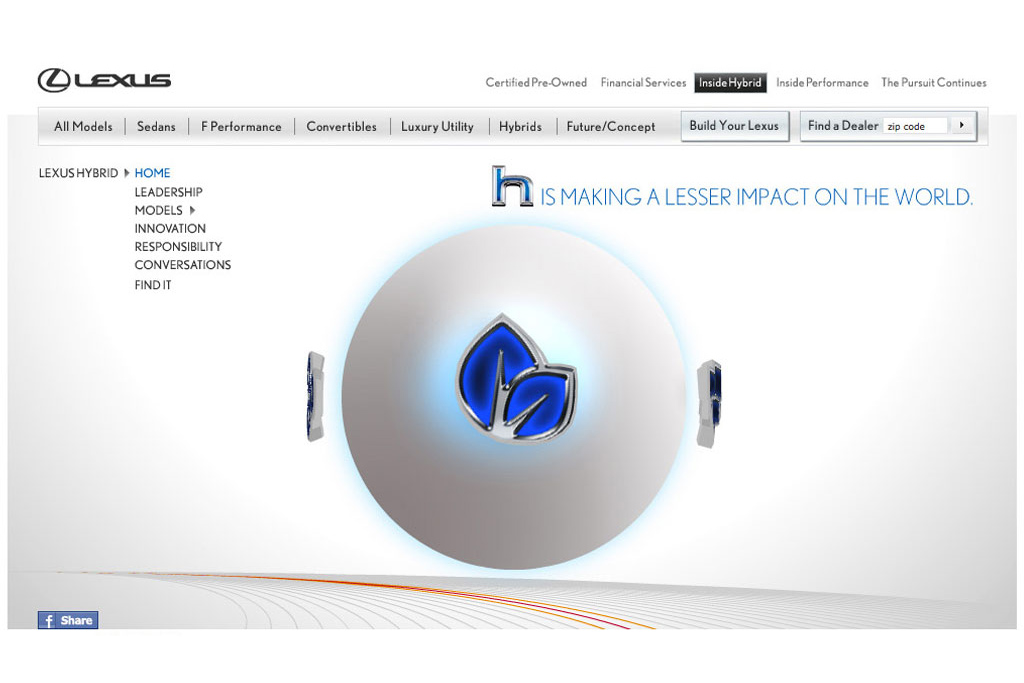 LEXUS
Certified Pre-Owned Financial Services Inside Hybrid Inside Performance The Pursuit Continues
All Models Sedans F Performance Convertibles Luxury Utility Hybrids Future/Concept Build Your Lexus Find a Dealer zip code
LEXUS HYBRID HOME
LEADERSHIP
MODELS
INNOVATION
RESPONSIBILITY
CONVERSATIONS
FIND IT
h IS MAKING A LESSER IMPACT ON THE WORLD.
f Share